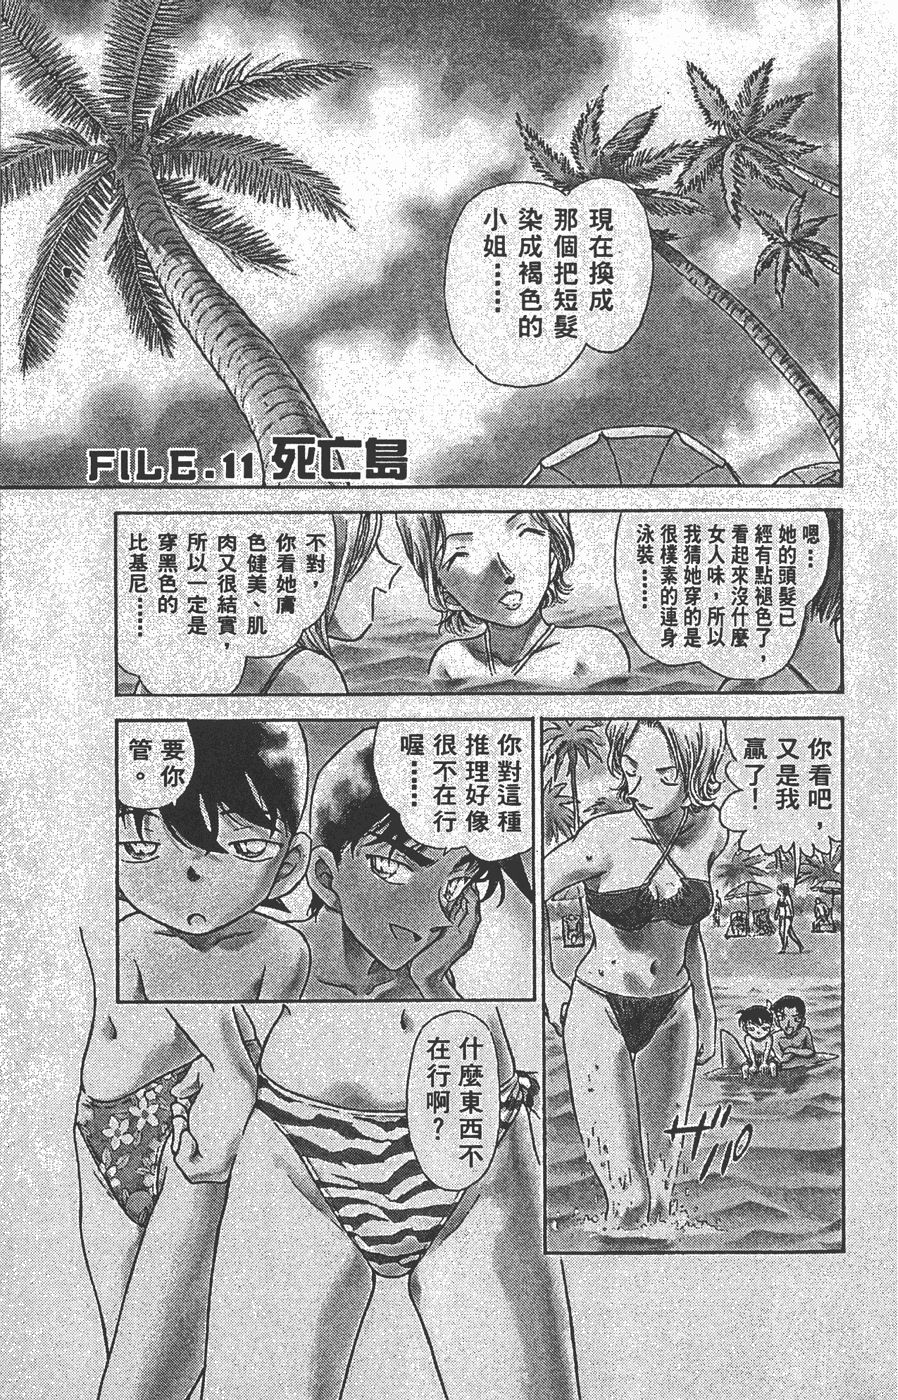 現在換成
那個把短髮
染成褐色的
小姐……
FILE.11 死亡島
嗯…
她的頭髮已
經有點褪色了，
看起來沒什麼
女人味，所以
我猜她穿的是
很樸素的連身
泳裝……
不對，
你看她膚
色健美、肌
肉又很結實，
所以一定是
穿黑色的
比基尼……
你看吧，
又是我
贏了！
ザバ
你對這種
推理好像
很不在行
喔……
要你
管。
什麼東西不
在行啊？